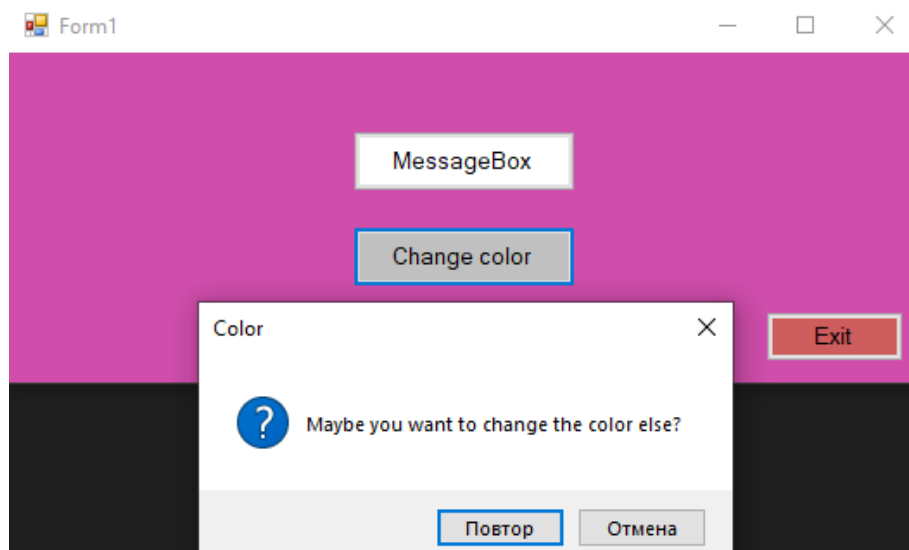 Form1
MessageBox
Change color
Color
Exit
Maybe you want to change the color else?
Повтор Отмена